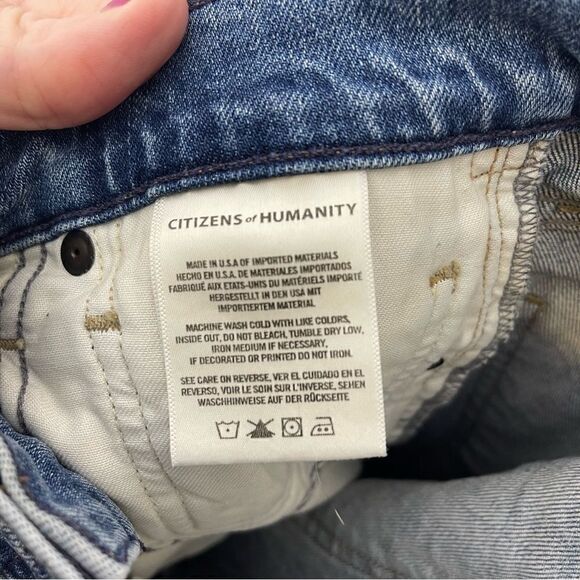 CITIZENS of HUMANITY
MADE IN U.S.A OF IMPORTED MATERIALS
HECHO EN U.S.A. DE MATERIALES IMPORTADOS
FABRIQUÉ AUX ETATS-UNIS DU MATÉRIELS IMPORTÉ
HERGESTELLT IN DEN USA MIT
IMPORTIERTEM MATERIAL
MACHINE WASH COLD WITH LIKE COLORS,
INSIDE OUT, DO NOT BLEACH, TUMBLE DRY LOW,
IRON MEDIUM IF NECESSARY,
IF DECORATED OR PRINTED DO NOT IRON.
SEE CARE ON REVERSE, VER EL CUIDADO EN EL
REVERSO, VOIR LE SOIN SUR L'INVERSE, SEHEN
WASCHHINWEISE AUF DER RÜCKSEITE